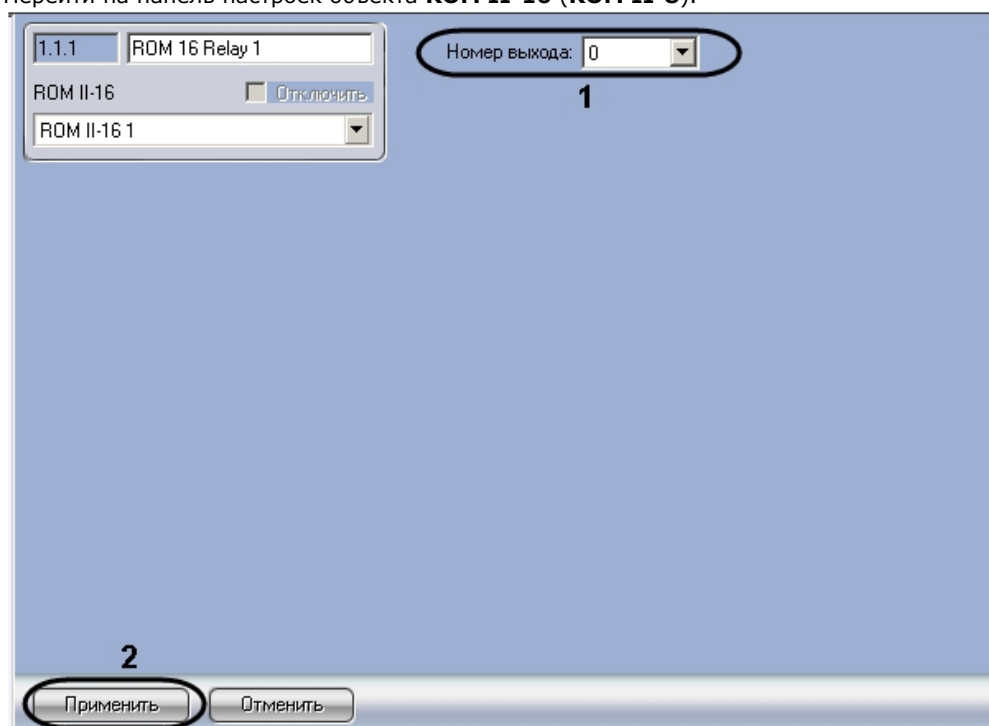 Перейти на панель настроек объекта ROM II-16 (ROM II-8).
1.1.1 ROM 16 Relay 1
Номер выхода: 0
ROM II-16 Отключить
1
ROM II-16 1
2
Применить Отменить